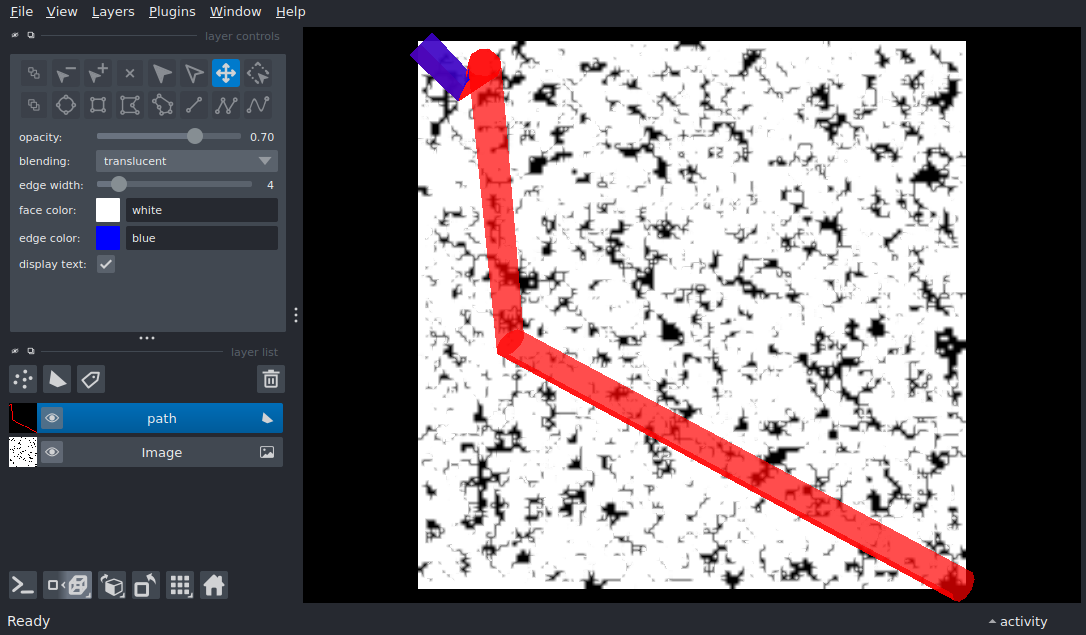 File View Layers Plugins Window Help
layer controls
opacity: 0.70
blending: translucent
edge width: 4
face color: white
edge color: blue
display text:
layer list
path
Image
Ready
activity